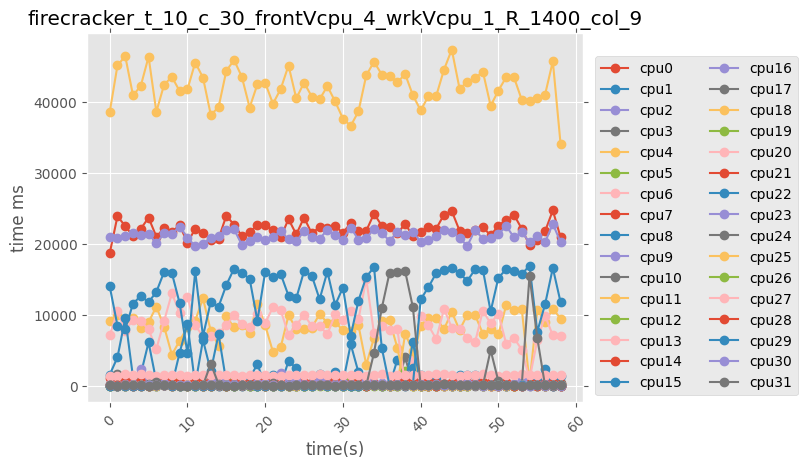 firecracker_t_10_c_30_frontVcpu_4_wrkVcpu_1_R_1400_col_9
time ms
40000
30000
20000
10000
0
0
10
20
30
40
50
60
time(s)
cpu0
cpu1
cpu2
cpu3
cpu4
cpu5
cpu6
cpu7
cpu8
cpu9
cpu10
cpu11
cpu12
cpu13
cpu14
cpu15
cpu16
cpu17
cpu18
cpu19
cpu20
cpu21
cpu22
cpu23
cpu24
cpu25
cpu26
cpu27
cpu28
cpu29
cpu30
cpu31